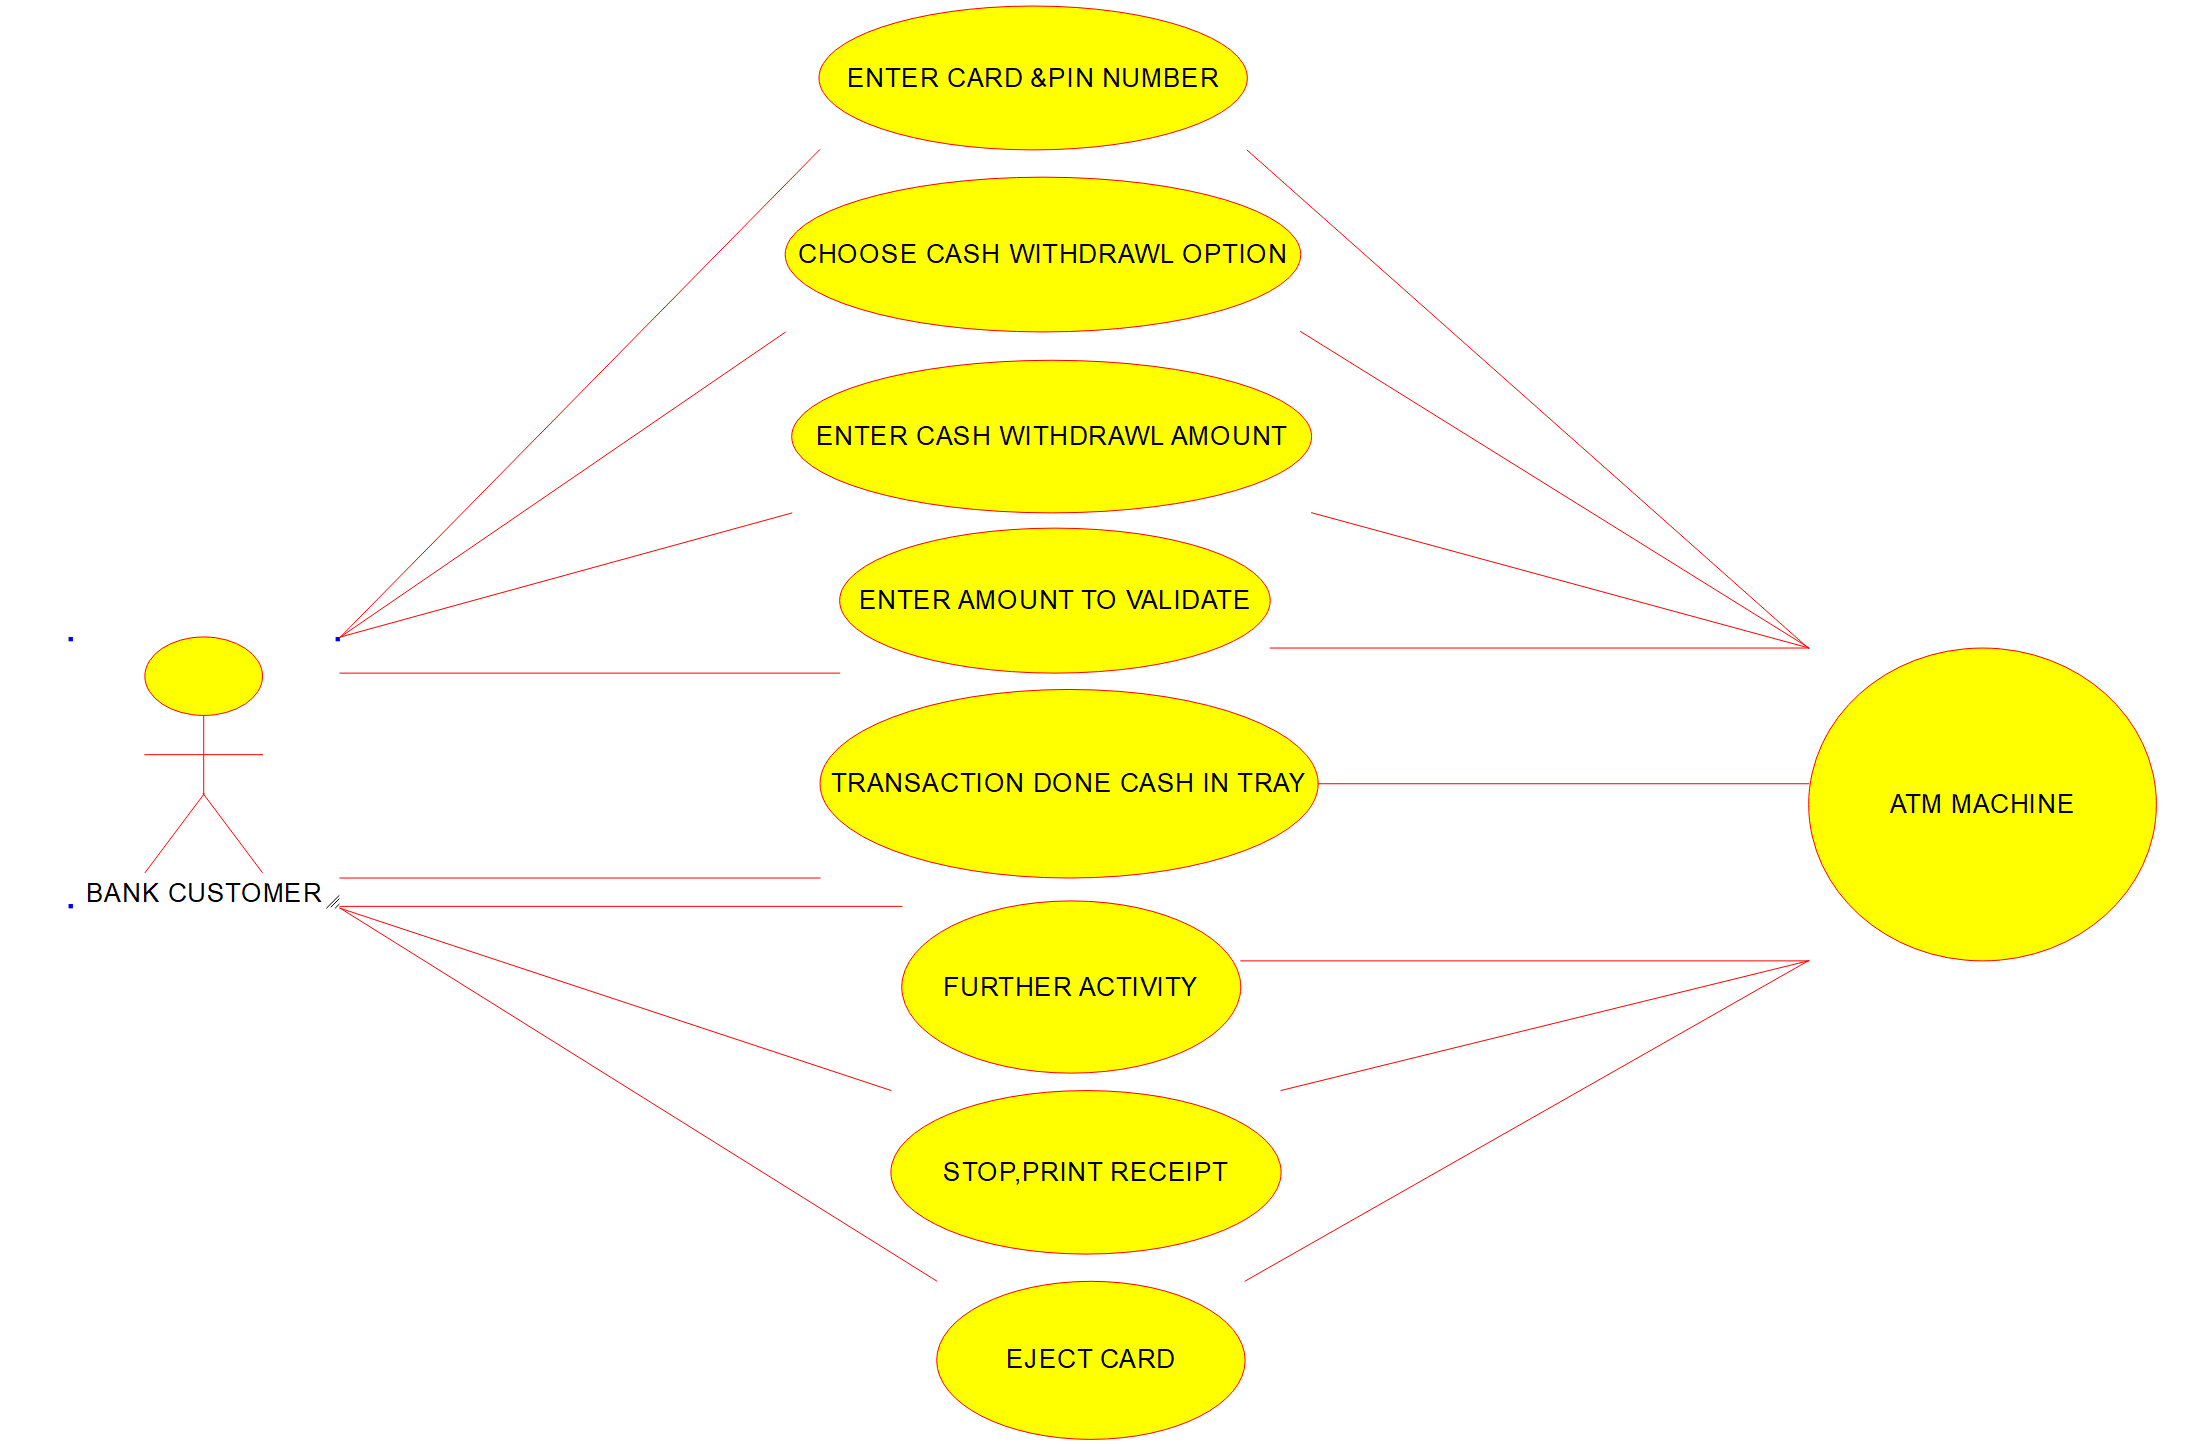 ENTER CARD &PIN NUMBER
CHOOSE CASH WITHDRAWL OPTION
ENTER CASH WITHDRAWL AMOUNT
ENTER AMOUNT TO VALIDATE
TRANSACTION DONE CASH IN TRAY
ATM MACHINE
BANK CUSTOMER
FURTHER ACTIVITY
STOP,PRINT RECEIPT
EJECT CARD